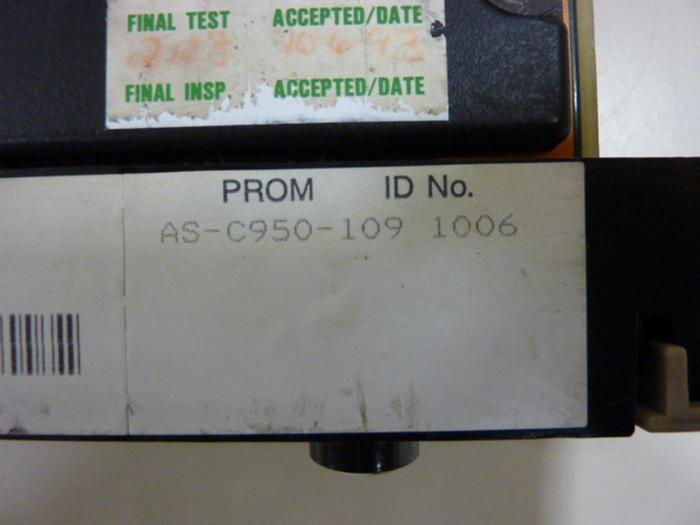 FINAL TEST ACCEPTED/DATE
FINAL INSP. ACCEPTED/DATE
PROM ID No.
AS-C950-109 1006